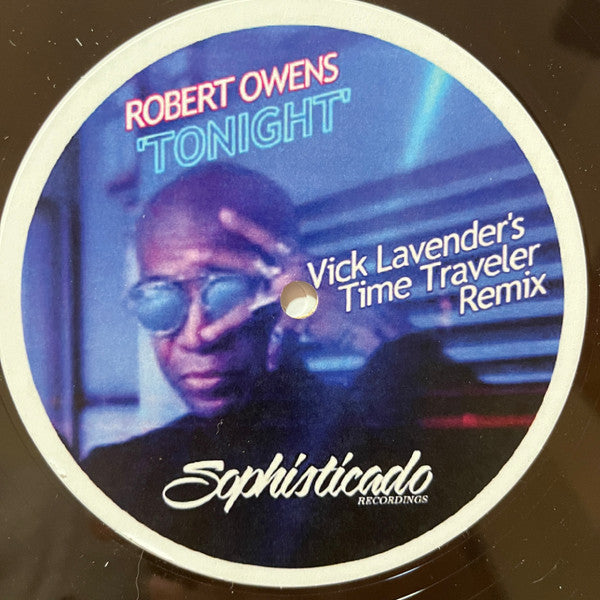 ROBERT OWENS
'TONIGHT'
Vick Lavender's
Time Traveler
Remix
Sophisticado
RECORDINGS